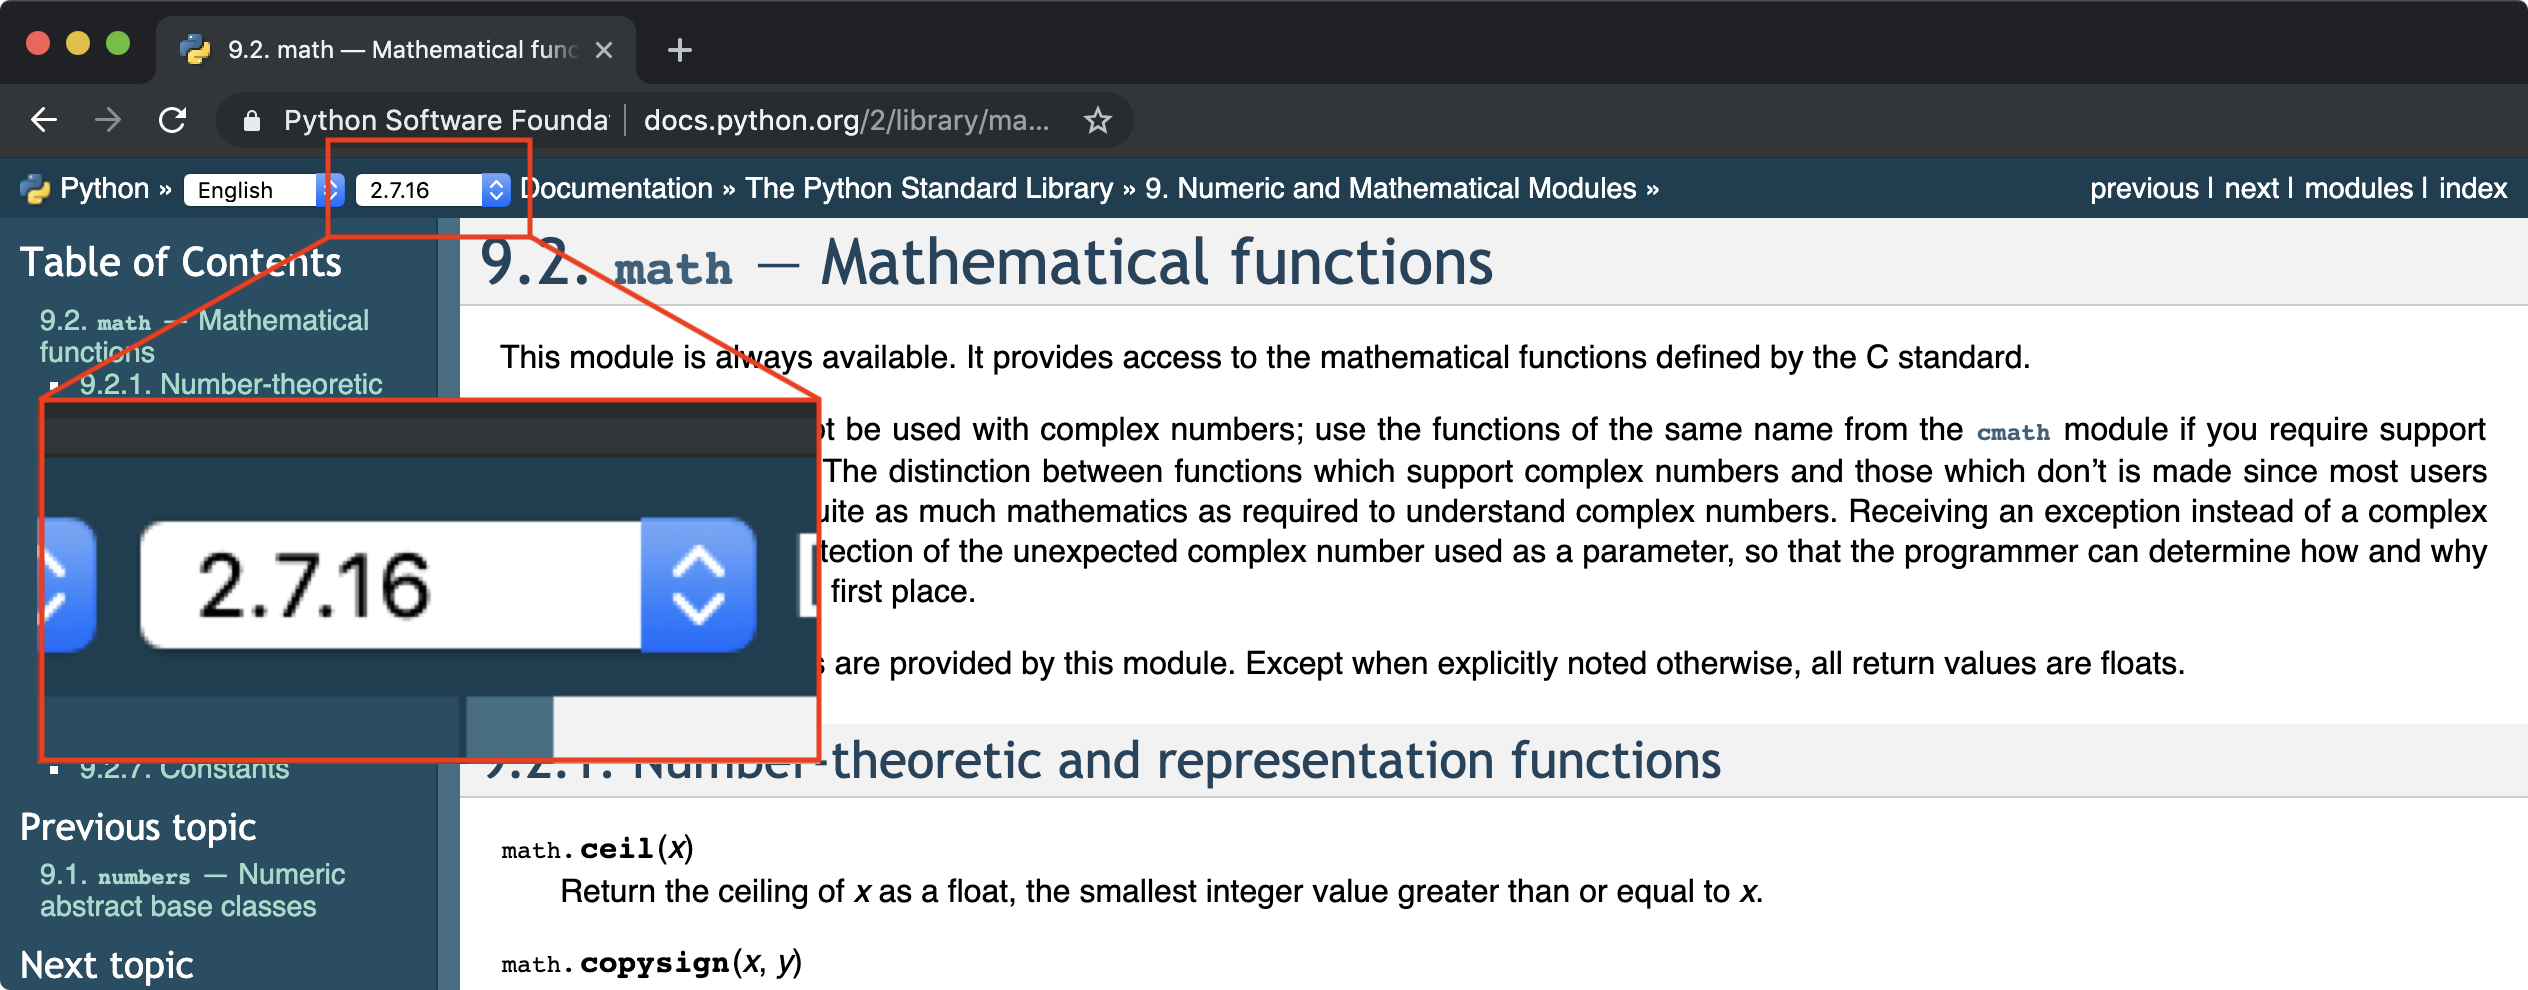 9.2. math — Mathematical func
Python Software Founda docs.python.org/2/library/ma...
Python » English 2.7.16 Documentation » The Python Standard Library » 9. Numeric and Mathematical Modules » previous | next | modules | index
Table of Contents
9.2. math — Mathematical
functions
9.2.1. Number-theoretic
2.7.16
9.2.7. Constants
Previous topic
9.1. numbers — Numeric
abstract base classes
Next topic
9.2. math — Mathematical functions
This module is always available. It provides access to the mathematical functions defined by the C standard.
be used with complex numbers; use the functions of the same name from the cmath module if you require support
The distinction between functions which support complex numbers and those which don’t is made since most users
as much mathematics as required to understand complex numbers. Receiving an exception instead of a complex
of the unexpected complex number used as a parameter, so that the programmer can determine how and why
first place.
are provided by this module. Except when explicitly noted otherwise, all return values are floats.
9.2.1. Number-theoretic and representation functions
math.ceil(x)
Return the ceiling of x as a float, the smallest integer value greater than or equal to x.
math.copysign(x, y)